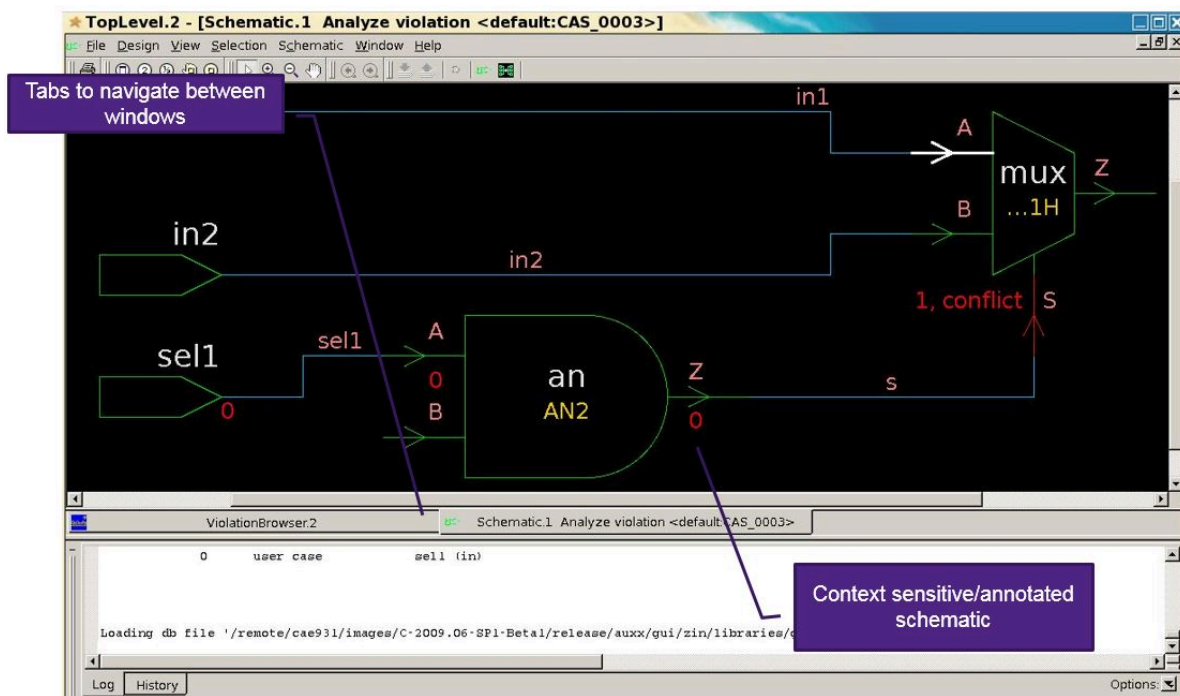 TopLevel.2 - [Schematic.1 Analyze violation <default:CAS_0003>]
File Design View Selection Schematic Window Help
Tabs to navigate between
windows
in1
A
mux
...1H
Z
B
in2
in2
1, conflict
S
sel1
sel1
A
0
0
B
an
AN2
Z
0
s
ViolationBrowser.2
Schematic.1 Analyze violation <default:CAS_0003>
0 user case sel1 (in)
Context sensitive/annotated
schematic
Loading db file '/remote/cae931/images/C-2009.06-SP1-Beta1/release/auxx/gui/zin/libraries/
Log History
Options: